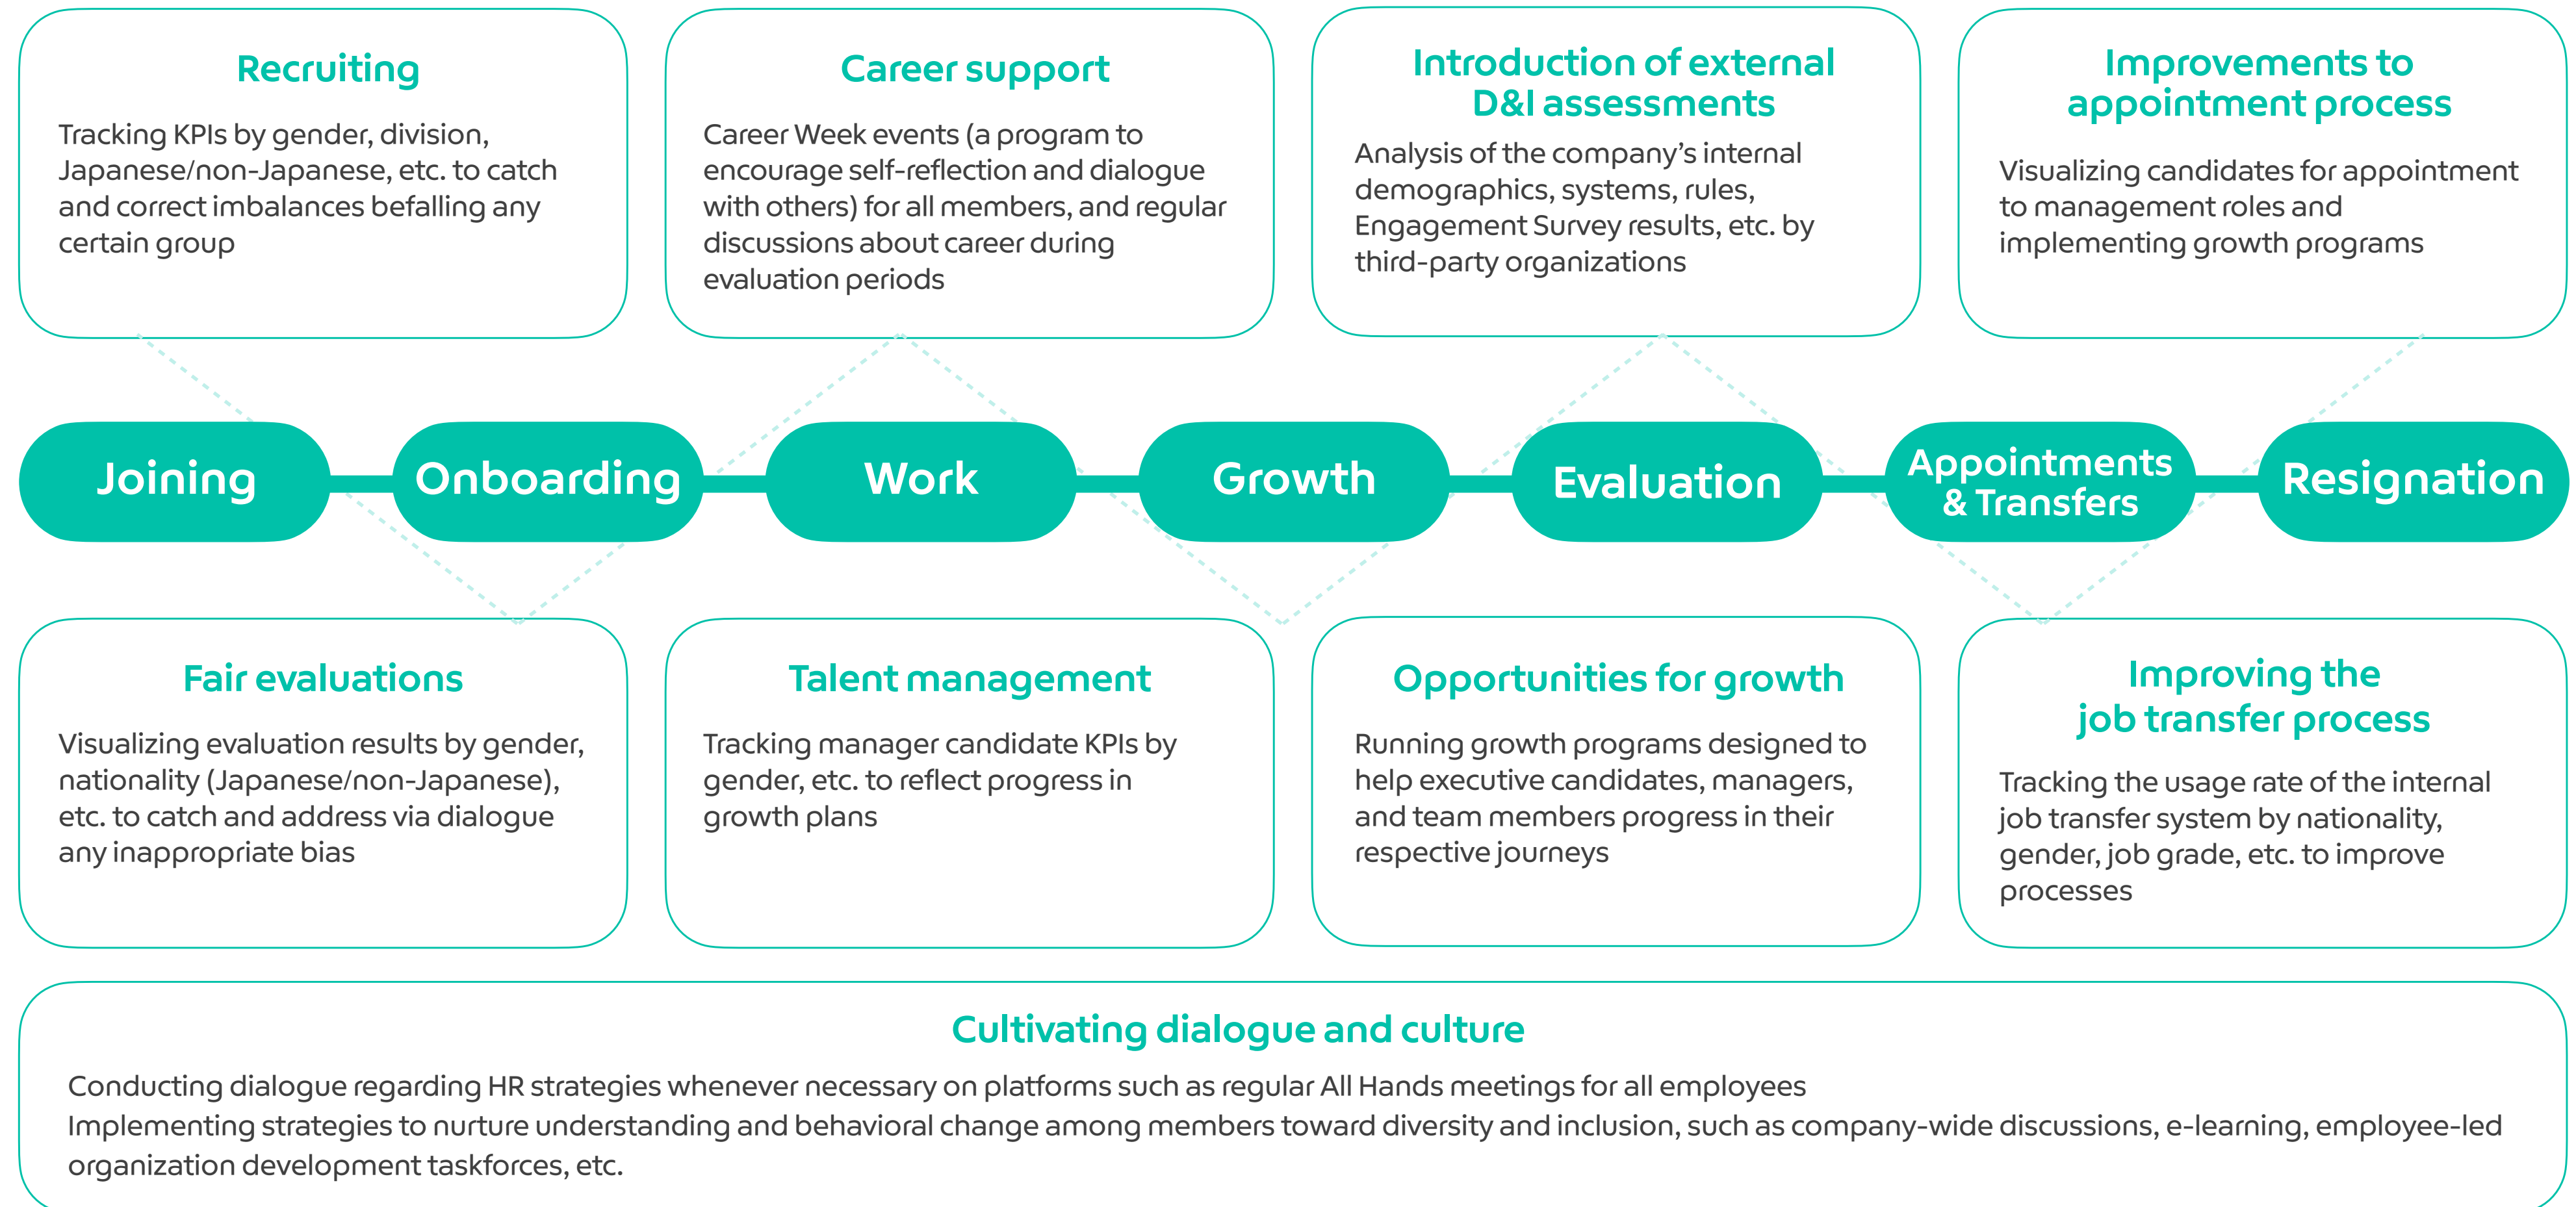 Recruiting
Tracking KPIs by gender, division,
Japanese/non-Japanese, etc. to catch
and correct imbalances befalling any
certain group
Career support
Career Week events (a program to
encourage self-reflection and dialogue
with others) for all members, and regular
discussions about career during
evaluation periods
Introduction of external
D&I assessments
Analysis of the company’s internal
demographics, systems, rules,
Engagement Survey results, etc. by
third-party organizations
Improvements to
appointment process
Visualizing candidates for appointment
to management roles and
implementing growth programs
Joining
Onboarding
Work
Growth
Evaluation
Appointments
& Transfers
Resignation
Fair evaluations
Visualizing evaluation results by gender,
nationality (Japanese/non-Japanese),
etc. to catch and address via dialogue
any inappropriate bias
Talent management
Tracking manager candidate KPIs by
gender, etc. to reflect progress in
growth plans
Opportunities for growth
Running growth programs designed to
help executive candidates, managers,
and team members progress in their
respective journeys
Improving the
job transfer process
Tracking the usage rate of the internal
job transfer system by nationality,
gender, job grade, etc. to improve
processes
Cultivating dialogue and culture
Conducting dialogue regarding HR strategies whenever necessary on platforms such as regular All Hands meetings for all employees
Implementing strategies to nurture understanding and behavioral change among members toward diversity and inclusion, such as company-wide discussions, e-learning, employee-led
organization development taskforces, etc.